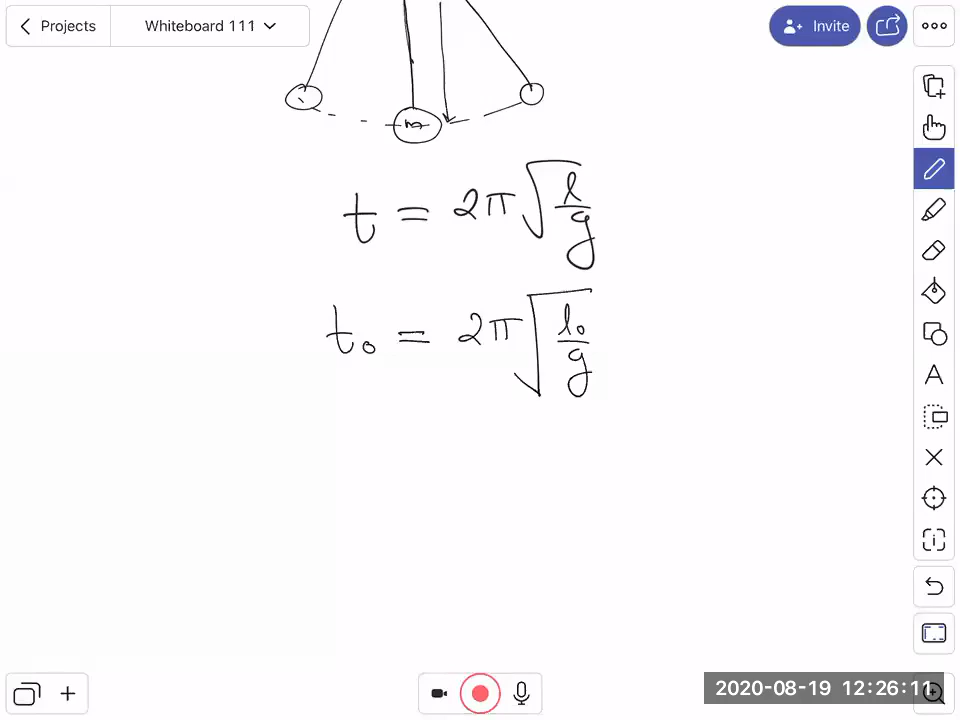 Projects
Whiteboard 111
Invite
m
t = 2π√(l/g)
t₀ = 2π√(l₀/g)
A
2020-08-19 12:26:11